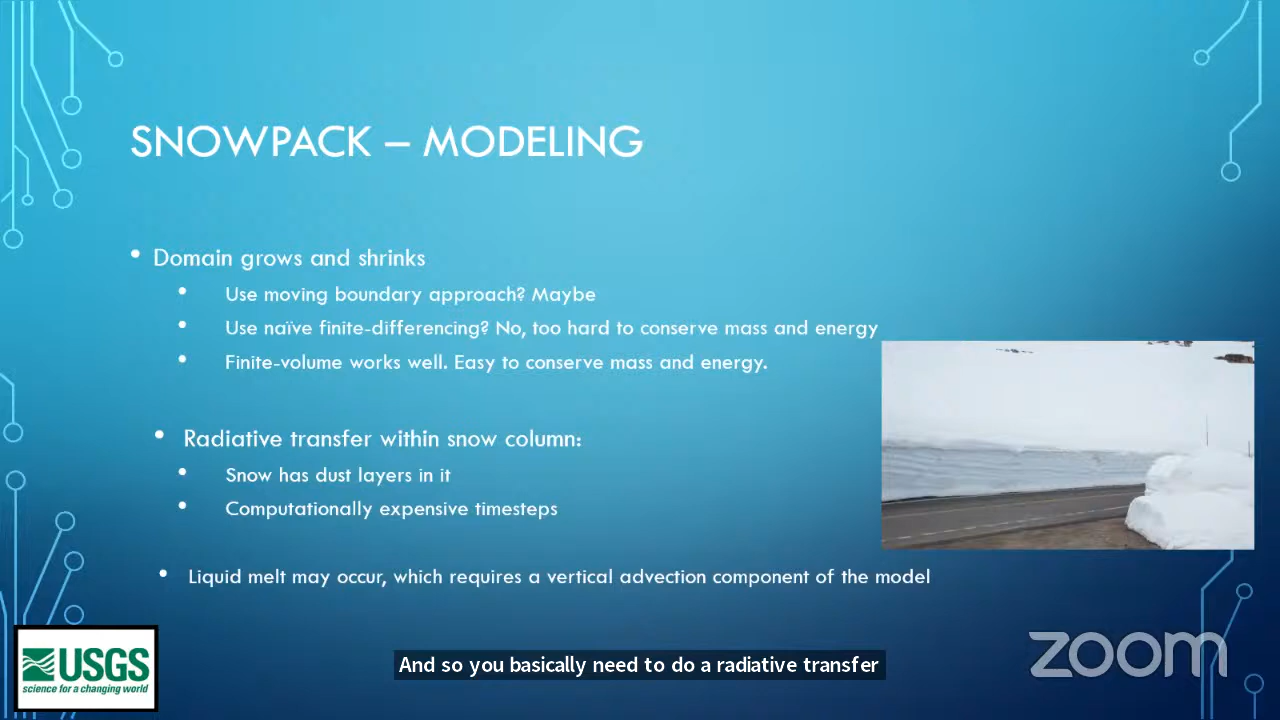 SNOWPACK – MODELING
Domain grows and shrinks
Use moving boundary approach? Maybe
Use naïve finite-differencing? No, too hard to conserve mass and energy
Finite-volume works well. Easy to conserve mass and energy.
Radiative transfer within snow column:
Snow has dust layers in it
Computationally expensive timesteps
Liquid melt may occur, which requires a vertical advection component of the model
USGS
science for a changing world
And so you basically need to do a radiative transfer
zoom